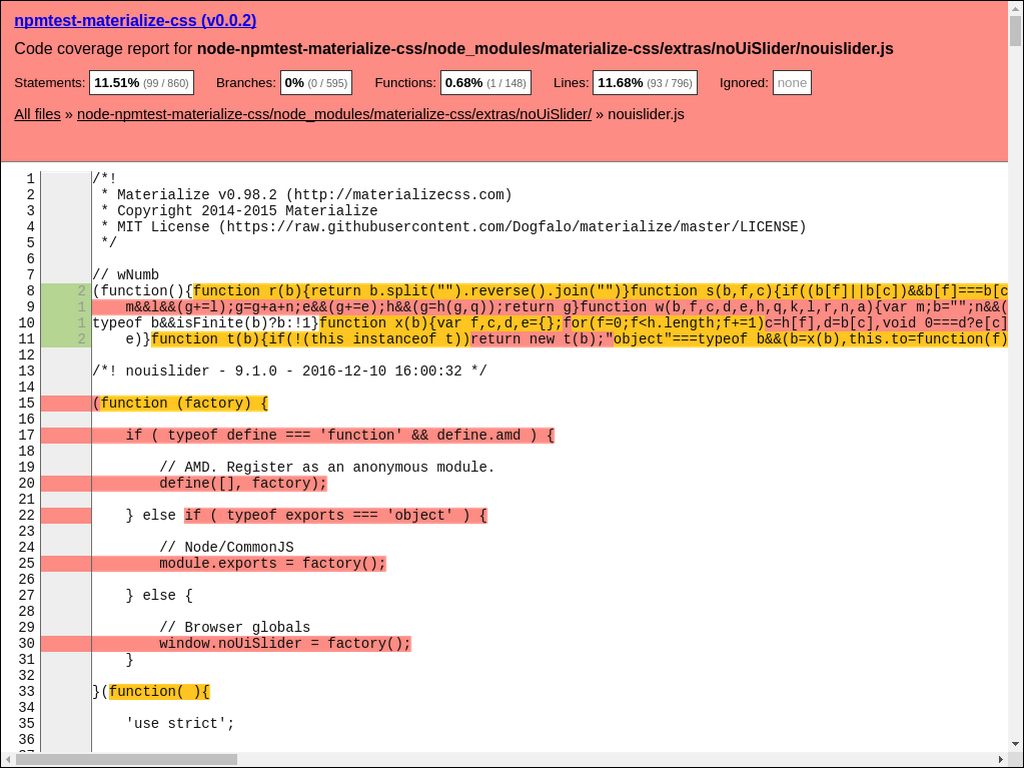 npmtest-materialize-css (v0.0.2)
Code coverage report for node-npmtest-materialize-css/node_modules/materialize-css/extras/noUiSlider/nouislider.js
Statements: 11.51% (99 / 860) Branches: 0% (0 / 595) Functions: 0.68% (1 / 148) Lines: 11.68% (93 / 796) Ignored: none
All files » node-npmtest-materialize-css/node_modules/materialize-css/extras/noUiSlider/ » nouislider.js
1 /*!
2  * Materialize v0.98.2 (http://materializecss.com)
3  * Copyright 2014-2015 Materialize
4  * MIT License (https://raw.githubusercontent.com/Dogfalo/materialize/master/LICENSE)
5  */
6
7 // wNumb
8 2 (function(){function r(b){return b.split("").reverse().join("")}function s(b,f,c){if((b[f]||b[c])&&b[f]===b[c
9 1 m&&l&&(g+=l);g=g+a+n;e&&(g+=e);h&&(g=h(g,q));return g}function w(b,f,c,d,e,h,q,k,l,r,n,a){var m;b="";n&&(
10 1 typeof b&&isFinite(b)?b:!1}function x(b){var f,c,d,e={};for(f=0;f<h.length;f+=1)c=h[f],d=b[c],void 0===d?e[c]
11 2 e)}function t(b){if(!(this instanceof t))return new t(b);"object"===typeof b&&(b=x(b),this.to=function(f)
12
13 /*! nouislider - 9.1.0 - 2016-12-10 16:00:32 */
14
15 (function (factory) {
16
17 if ( typeof define === 'function' && define.amd ) {
18
19 // AMD. Register as an anonymous module.
20 define([], factory);
21
22 } else if ( typeof exports === 'object' ) {
23
24 // Node/CommonJS
25 module.exports = factory();
26
27 } else {
28
29 // Browser globals
30 window.noUiSlider = factory();
31 }
32
33 }(function( ){
34
35 'use strict';
36